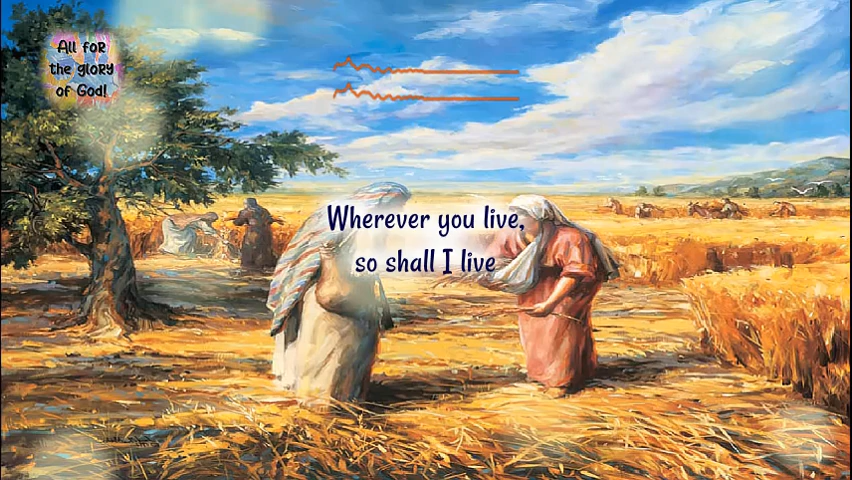 All for
the glory
of God!
Wherever you live,
so shall I live